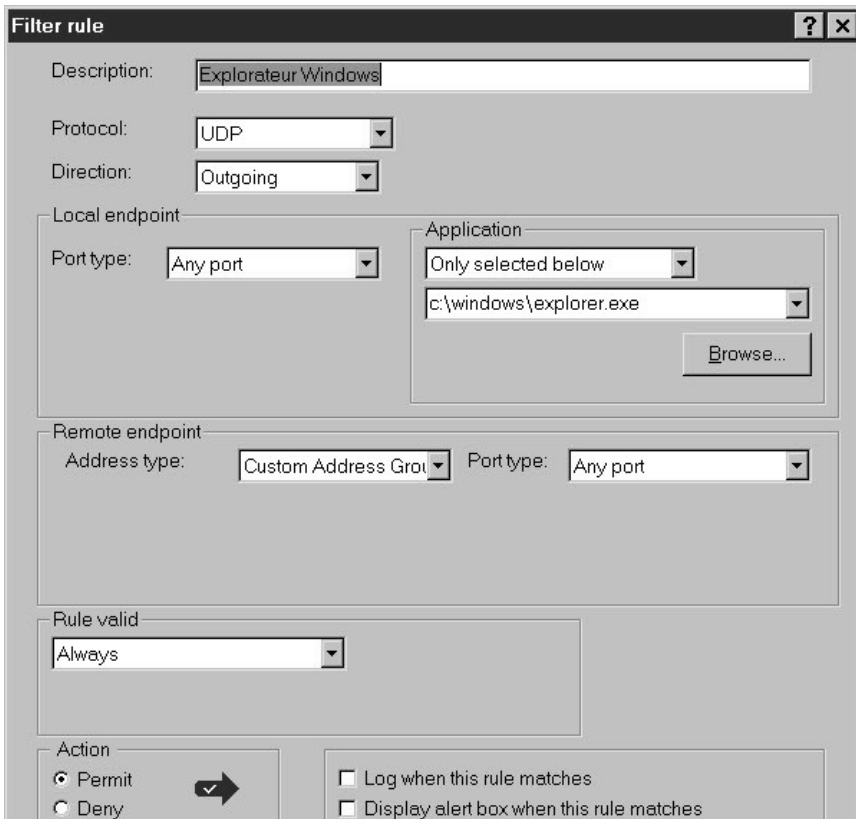 Filter rule
Description: Explorateur Windows
Protocol: UDP
Direction: Outgoing
Local endpoint
Port type: Any port
Application
Only selected below
c:\windows\explorer.exe
Browse...
Remote endpoint
Address type: Custom Address Grou Port type: Any port
Rule valid
Always
Action
Permit
Deny
Log when this rule matches
Display alert box when this rule matches